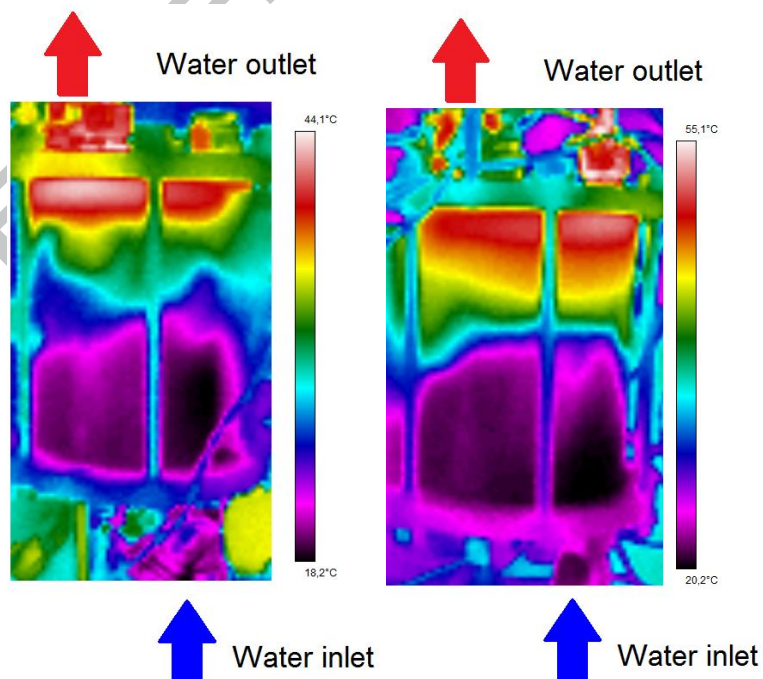 Water outlet
Water outlet
44,1°C
55,1°C
18,2°C
20,2°C
Water inlet
Water inlet